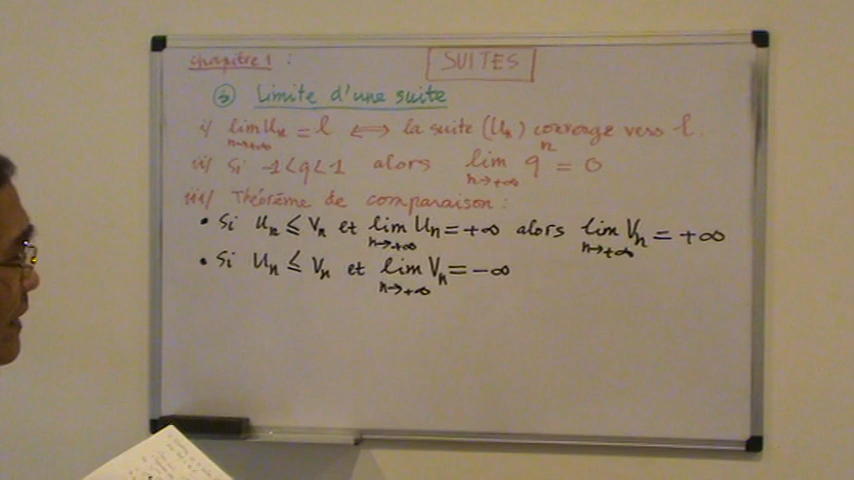 chapitre 1 : SUITES
⑤ Limite d'une suite
i/ lim Un = l ⟺ la suite (Un) converge vers l.
n→+∞
ii/ Si -1<q<1 alors lim qⁿ = 0
n→+∞
iii/ Théorème de comparaison :
• Si Un ≤ Vn et lim Un = +∞ alors lim Vn = +∞
n→+∞ n→+∞
• Si Un ≤ Vn et lim Vn = -∞
n→+∞